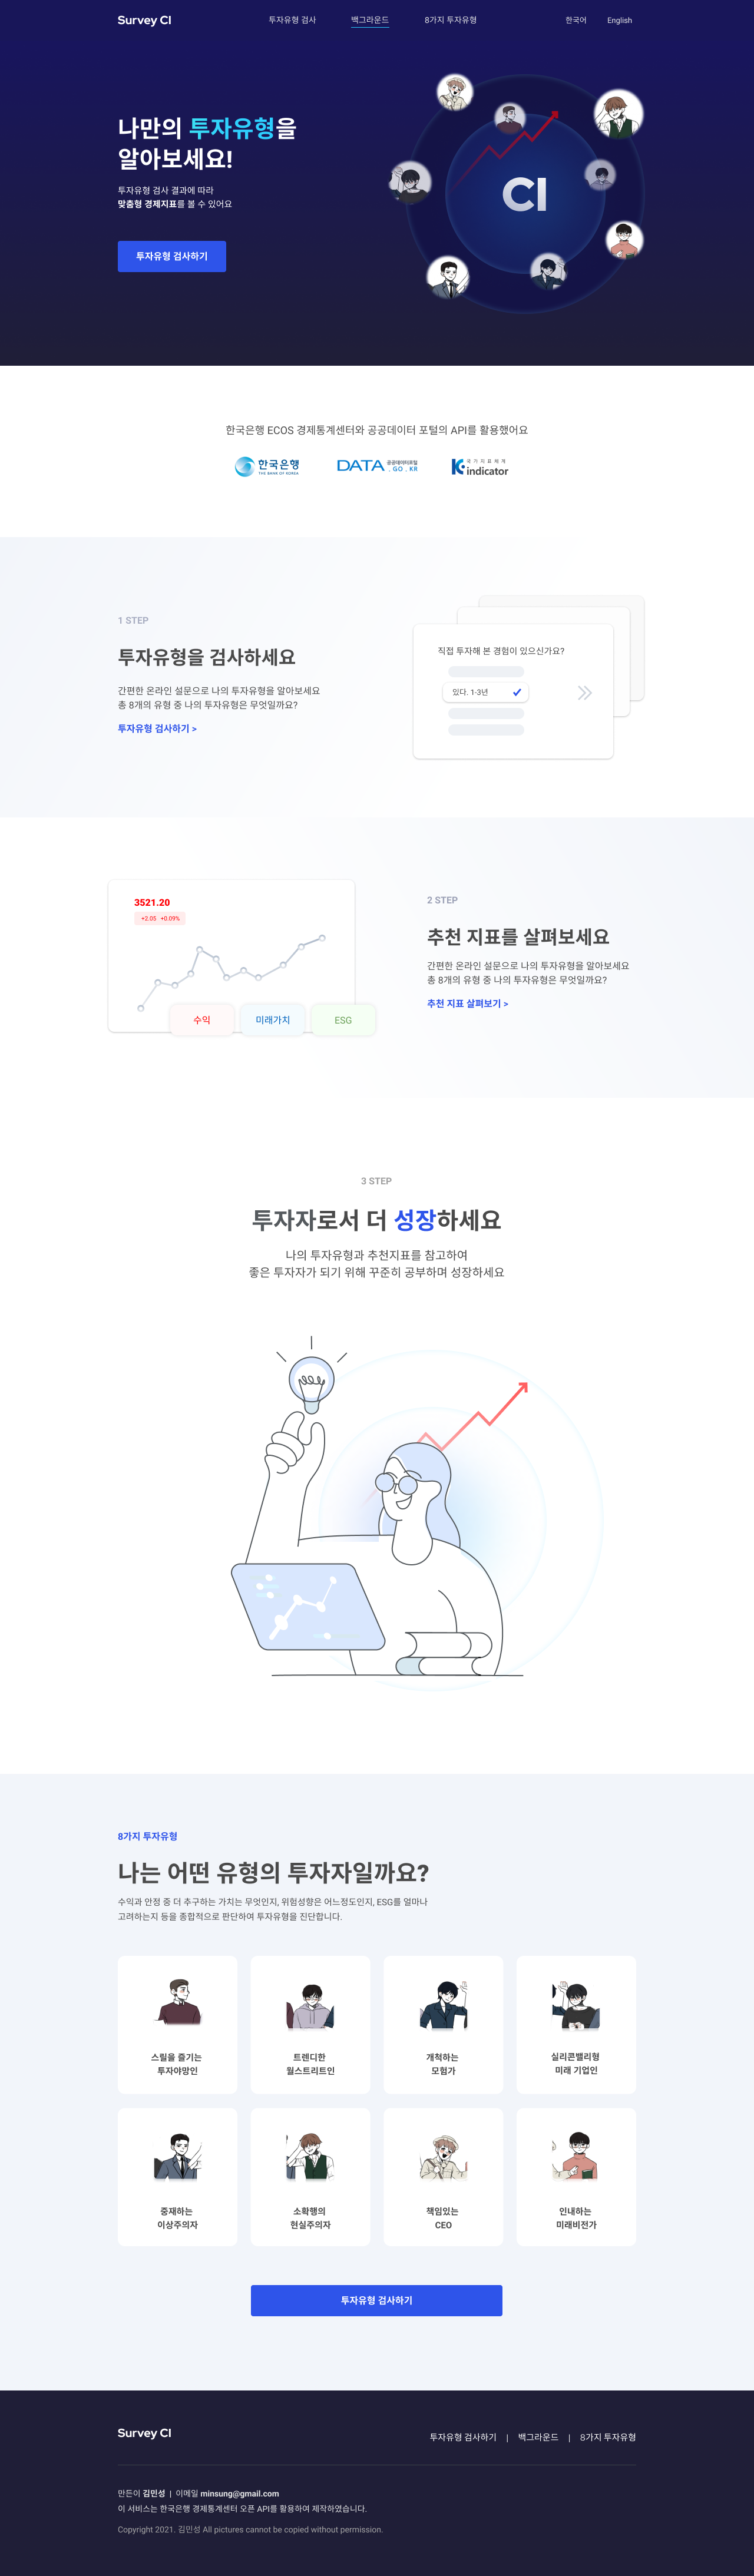 Survey CI
투자유형 검사
백그라운드
8가지 투자유형
한국어
English
나만의 투자유형을
알아보세요!
투자유형 검사 결과에 따라
맞춤형 경제지표를 볼 수 있어요
투자유형 검사하기
CI
한국은행 ECOS 경제통계센터와 공공데이터 포털의 API를 활용했어요
한국은행
THE BANK OF KOREA
DATA 공공데이터포털
.GO.KR
국가지표체계
K-indicator
1 STEP
투자유형을 검사하세요
간편한 온라인 설문으로 나의 투자유형을 알아보세요
총 8개의 유형 중 나의 투자유형은 무엇일까요?
투자유형 검사하기 >
직접 투자해 본 경험이 있으신가요?
있다. 1-3년
3521.20
+2.05 +0.09%
수익
미래가치
ESG
2 STEP
추천 지표를 살펴보세요
간편한 온라인 설문으로 나의 투자유형을 알아보세요
총 8개의 유형 중 나의 투자유형은 무엇일까요?
추천 지표 살펴보기 >
3 STEP
투자자로서 더 성장하세요
나의 투자유형과 추천지표를 참고하여
좋은 투자자가 되기 위해 꾸준히 공부하며 성장하세요
8가지 투자유형
나는 어떤 유형의 투자자일까요?
수익과 안정 중 더 추구하는 가치는 무엇인지, 위험성향은 어느정도인지, ESG를 얼마나
고려하는지 등을 종합적으로 판단하여 투자유형을 진단합니다.
스릴을 즐기는
투자야망인
트렌디한
월스트리트인
개척하는
모험가
실리콘밸리형
미래 기업인
중재하는
이상주의자
소확행의
현실주의자
책임있는
CEO
인내하는
미래비전가
투자유형 검사하기
Survey CI
투자유형 검사하기 | 백그라운드 | 8가지 투자유형
만든이 김민성 | 이메일 minsung@gmail.com
이 서비스는 한국은행 경제통계센터 오픈 API를 활용하여 제작하였습니다.
Copyright 2021. 김민성 All pictures cannot be copied without permission.